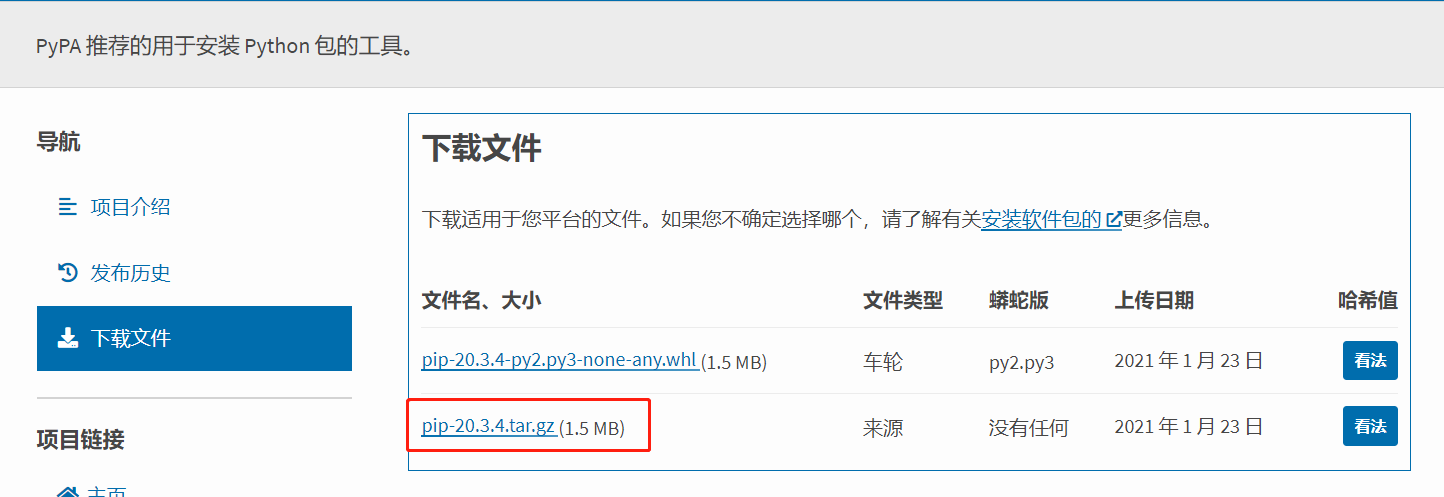 PyPA 推荐的用于安装 Python 包的工具。
导航
项目介绍
发布历史
下载文件
项目链接
主页
下载文件
下载适用于您平台的文件。如果您不确定选择哪个，请了解有关安装软件包的更多信息。
文件名、大小 文件类型 蟒蛇版 上传日期 哈希值
pip-20.3.4-py2.py3-none-any.whl (1.5 MB) 车轮 py2.py3 2021 年 1 月 23 日 看法
pip-20.3.4.tar.gz (1.5 MB) 来源 没有任何 2021 年 1 月 23 日 看法